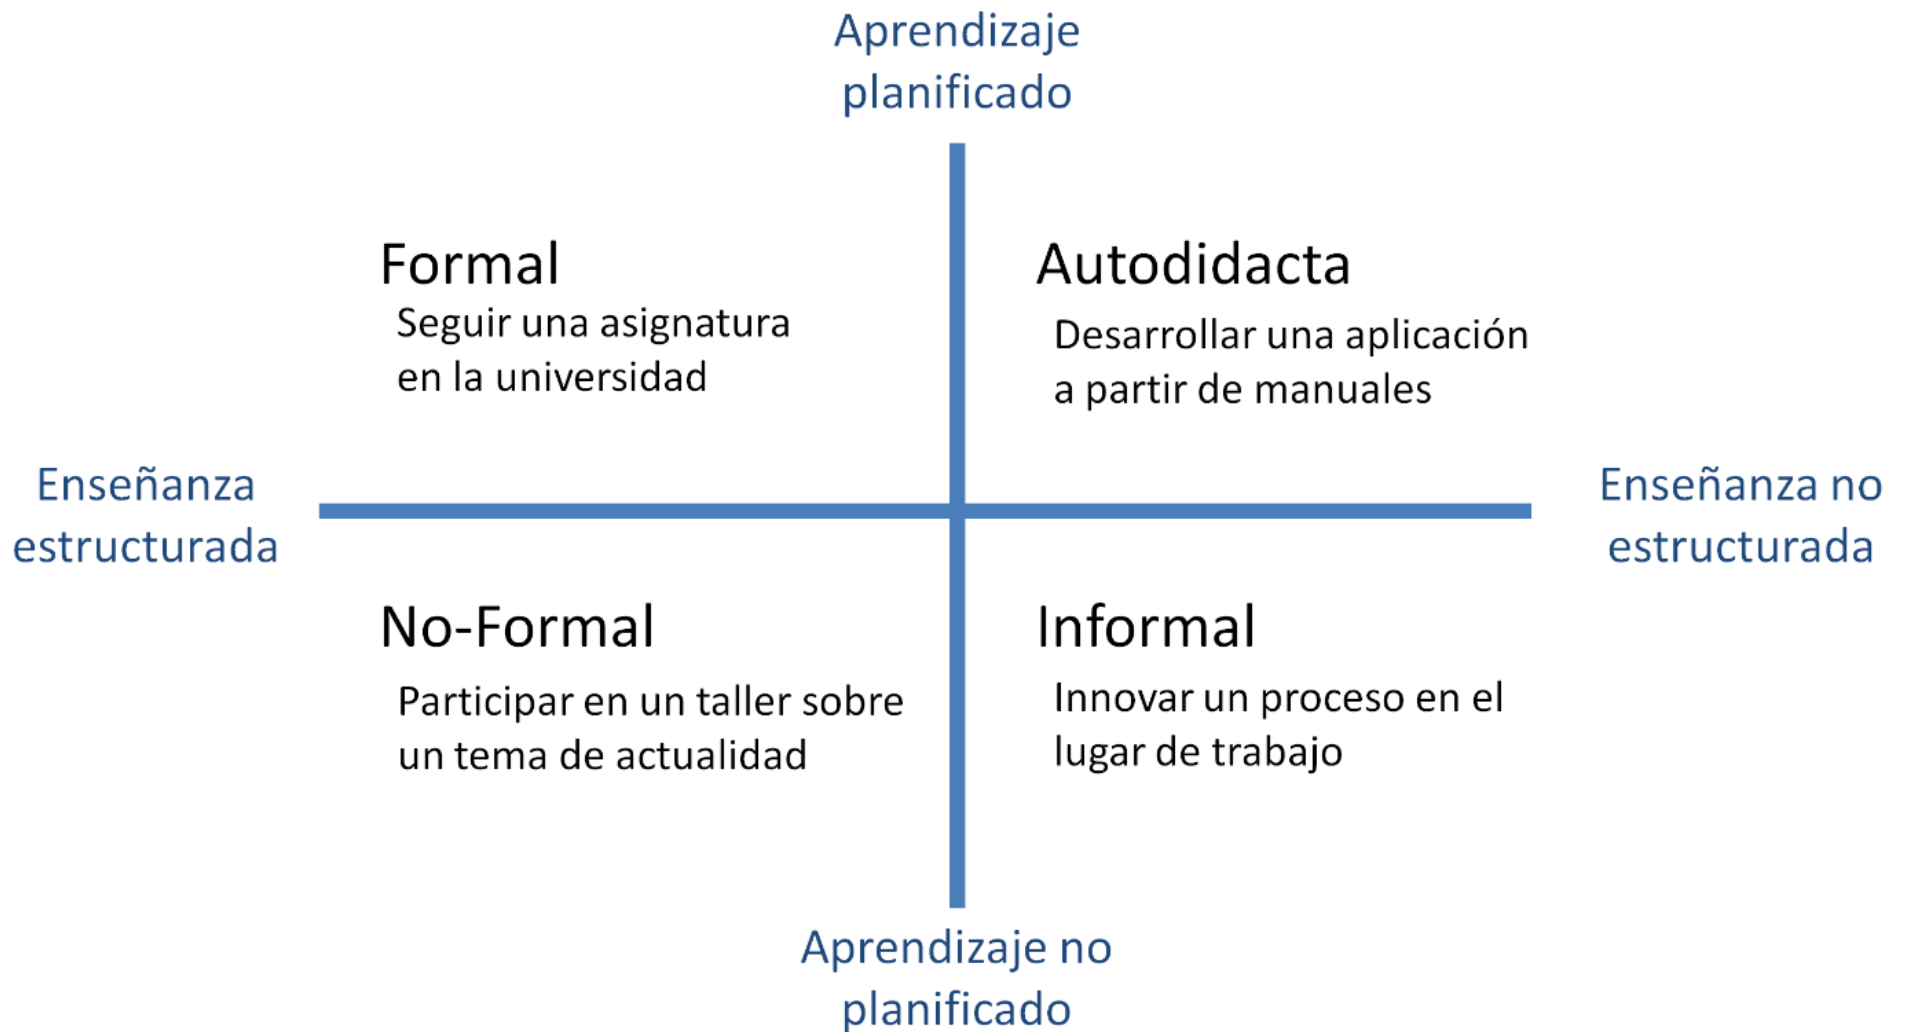 Aprendizaje
planificado
Formal
Seguir una asignatura
en la universidad
Autodidacta
Desarrollar una aplicación
a partir de manuales
Enseñanza
estructurada
Enseñanza no
estructurada
No-Formal
Participar en un taller sobre
un tema de actualidad
Informal
Innovar un proceso en el
lugar de trabajo
Aprendizaje no
planificado